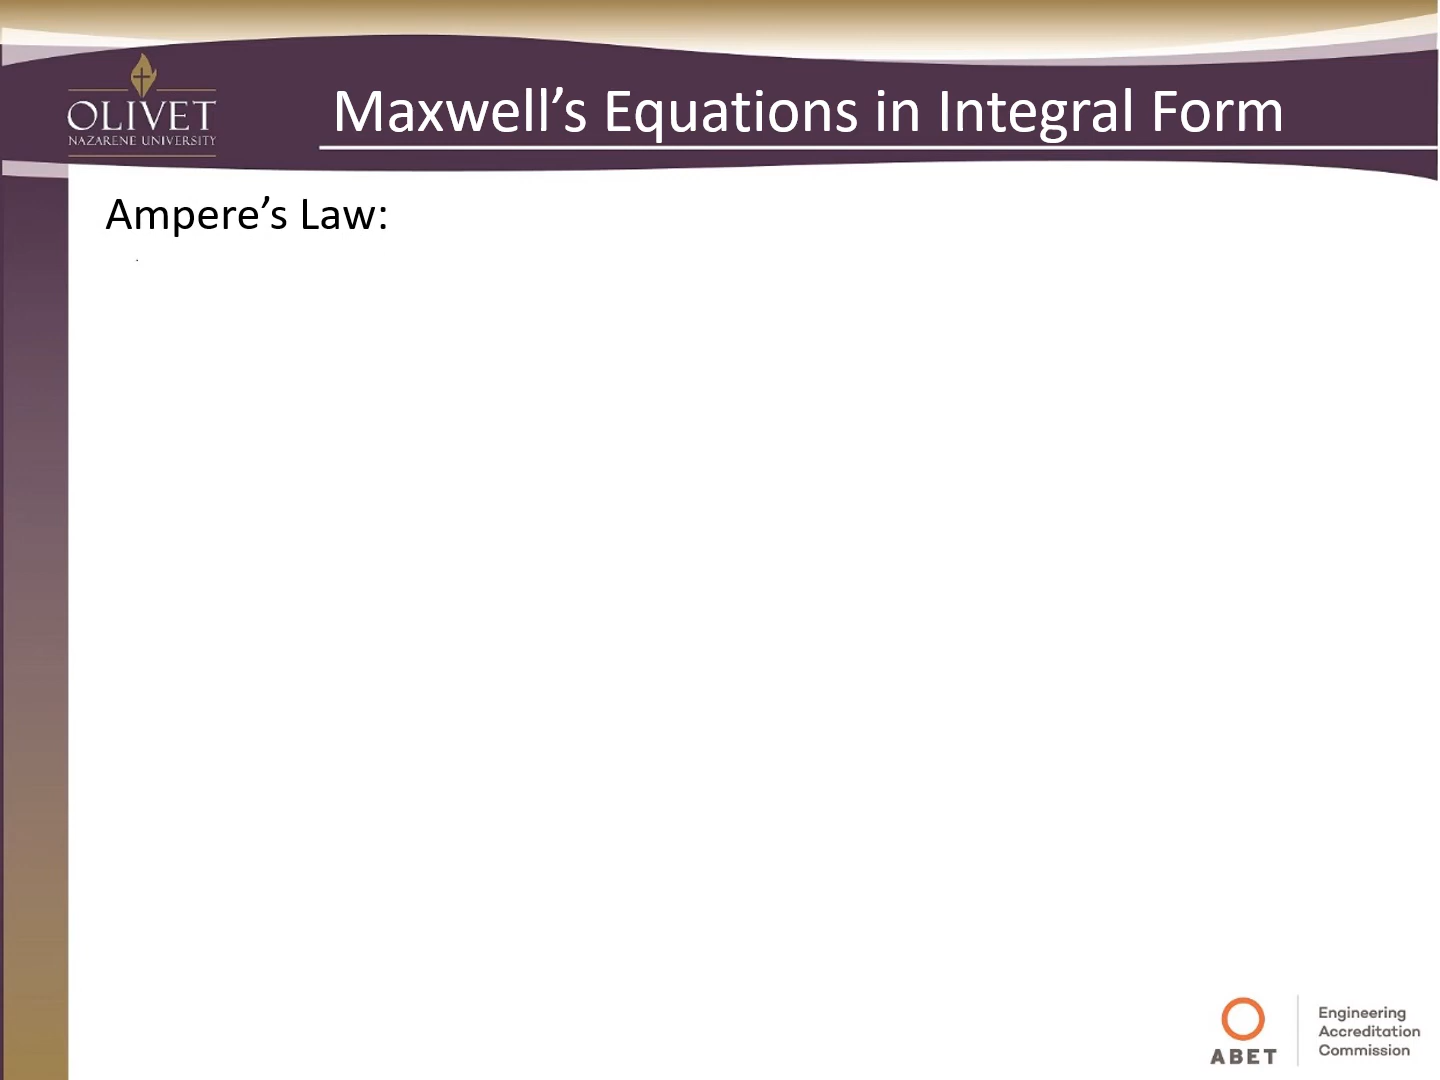 OLIVET
NAZARENE UNIVERSITY
Maxwell’s Equations in Integral Form
Ampere’s Law:
ABET
Engineering
Accreditation
Commission